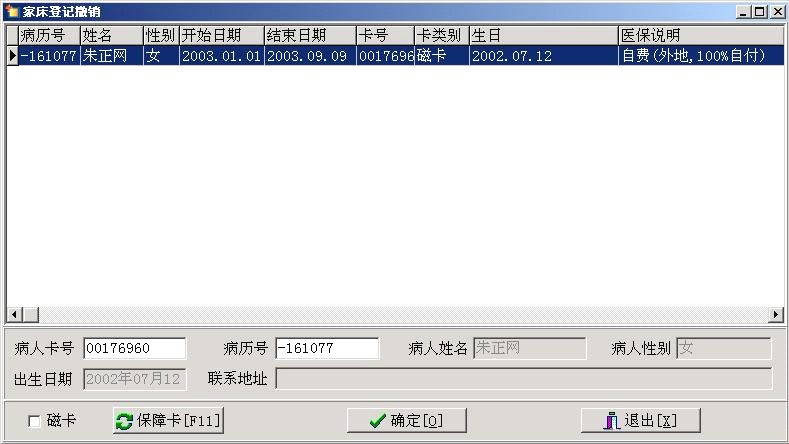 家床登记撤销
病历号 姓名 性别 开始日期 结束日期 卡号 卡类别 生日 医保说明
-161077 朱正网 女 2003.01.01 2003.09.09 0017696 磁卡 2002.07.12 自费(外地,100%自付)
病人卡号 00176960 病历号 -161077 病人姓名 朱正网 病人性别 女
出生日期 2002年07月12 联系地址
磁卡 保障卡[F11] 确定[O] 退出[X]